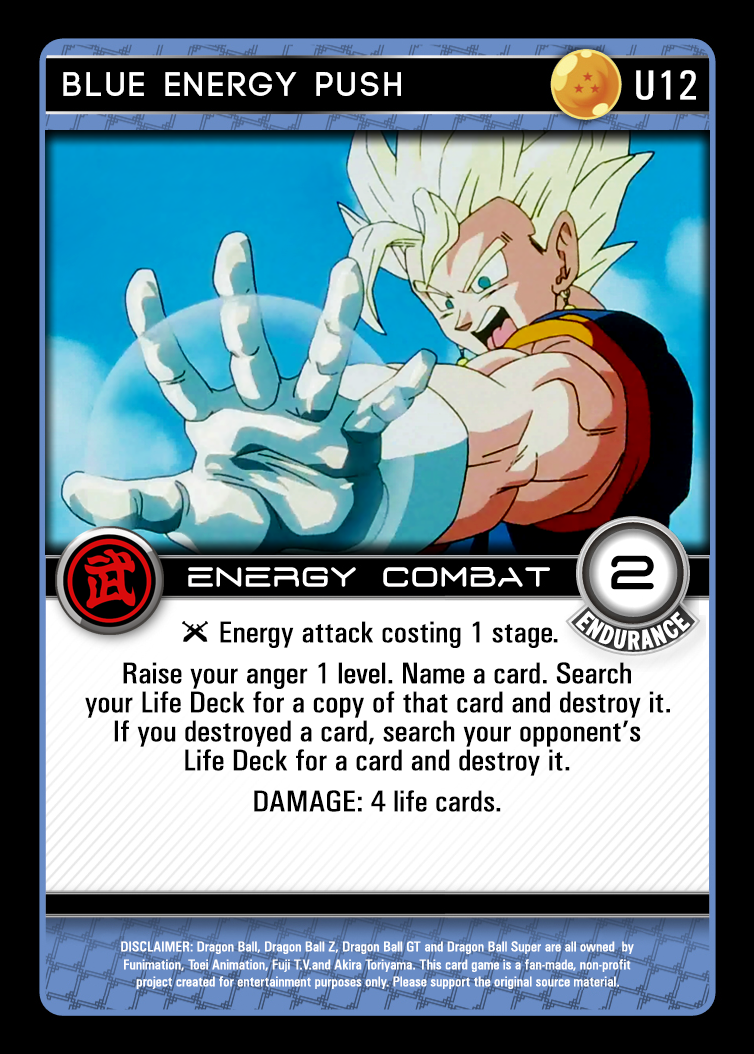 BLUE ENERGY PUSH
U12
武
ENERGY COMBAT
2
ENDURANCE
Energy attack costing 1 stage.
Raise your anger 1 level. Name a card. Search
your Life Deck for a copy of that card and destroy it.
If you destroyed a card, search your opponent's
Life Deck for a card and destroy it.
DAMAGE: 4 life cards.
DISCLAIMER: Dragon Ball, Dragon Ball Z, Dragon Ball GT and Dragon Ball Super are all owned by
Funimation, Toei Animation, Fuji T.V.and Akira Toriyama. This card game is a fan-made, non-profit
project created for entertainment purposes only. Please support the original source material.